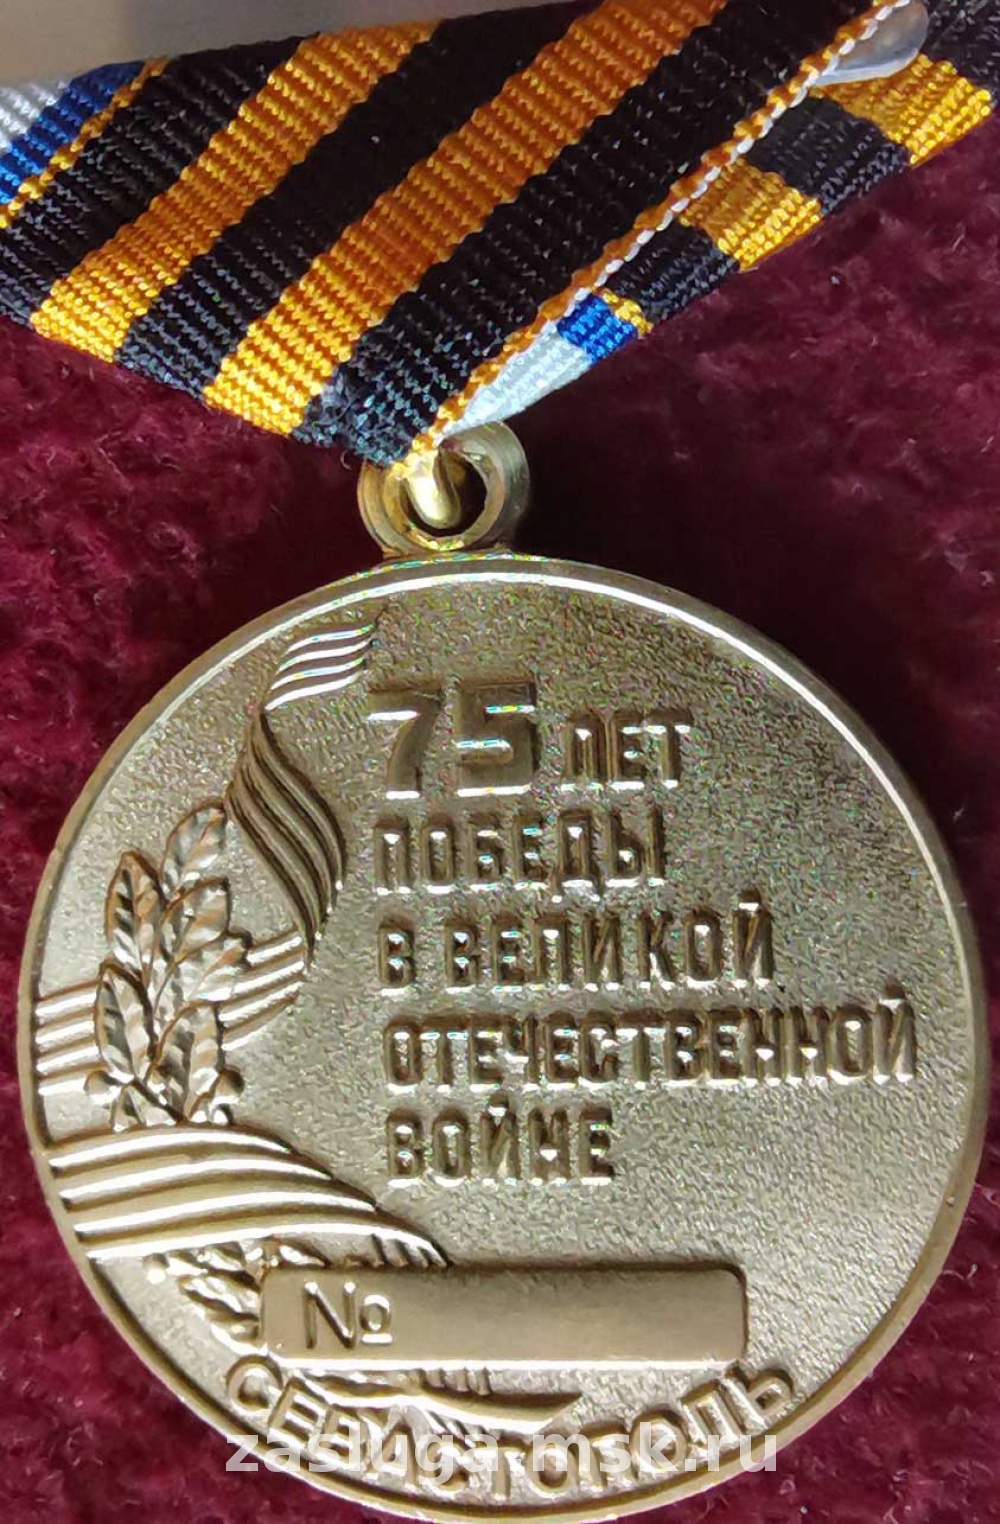 75 ЛЕТ
ПОБЕДЫ
В ВЕЛИКОЙ
ОТЕЧЕСТВЕННОЙ
ВОЙНЕ
№
СЕВАСТОПОЛЬ
zasluga-msk.ru